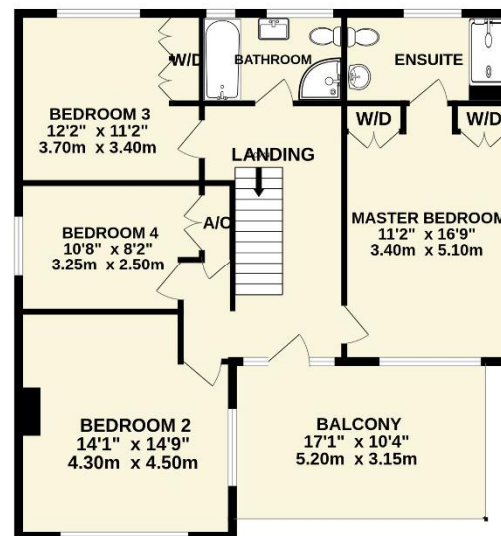 W/D
BATHROOM
ENSUITE
BEDROOM 3
12'2" x 11'2"
3.70m x 3.40m
W/D
W/D
LANDING
BEDROOM 4
10'8" x 8'2"
3.25m x 2.50m
A/C
MASTER BEDROOM
11'2" x 16'9"
3.40m x 5.10m
BEDROOM 2
14'1" x 14'9"
4.30m x 4.50m
BALCONY
17'1" x 10'4"
5.20m x 3.15m